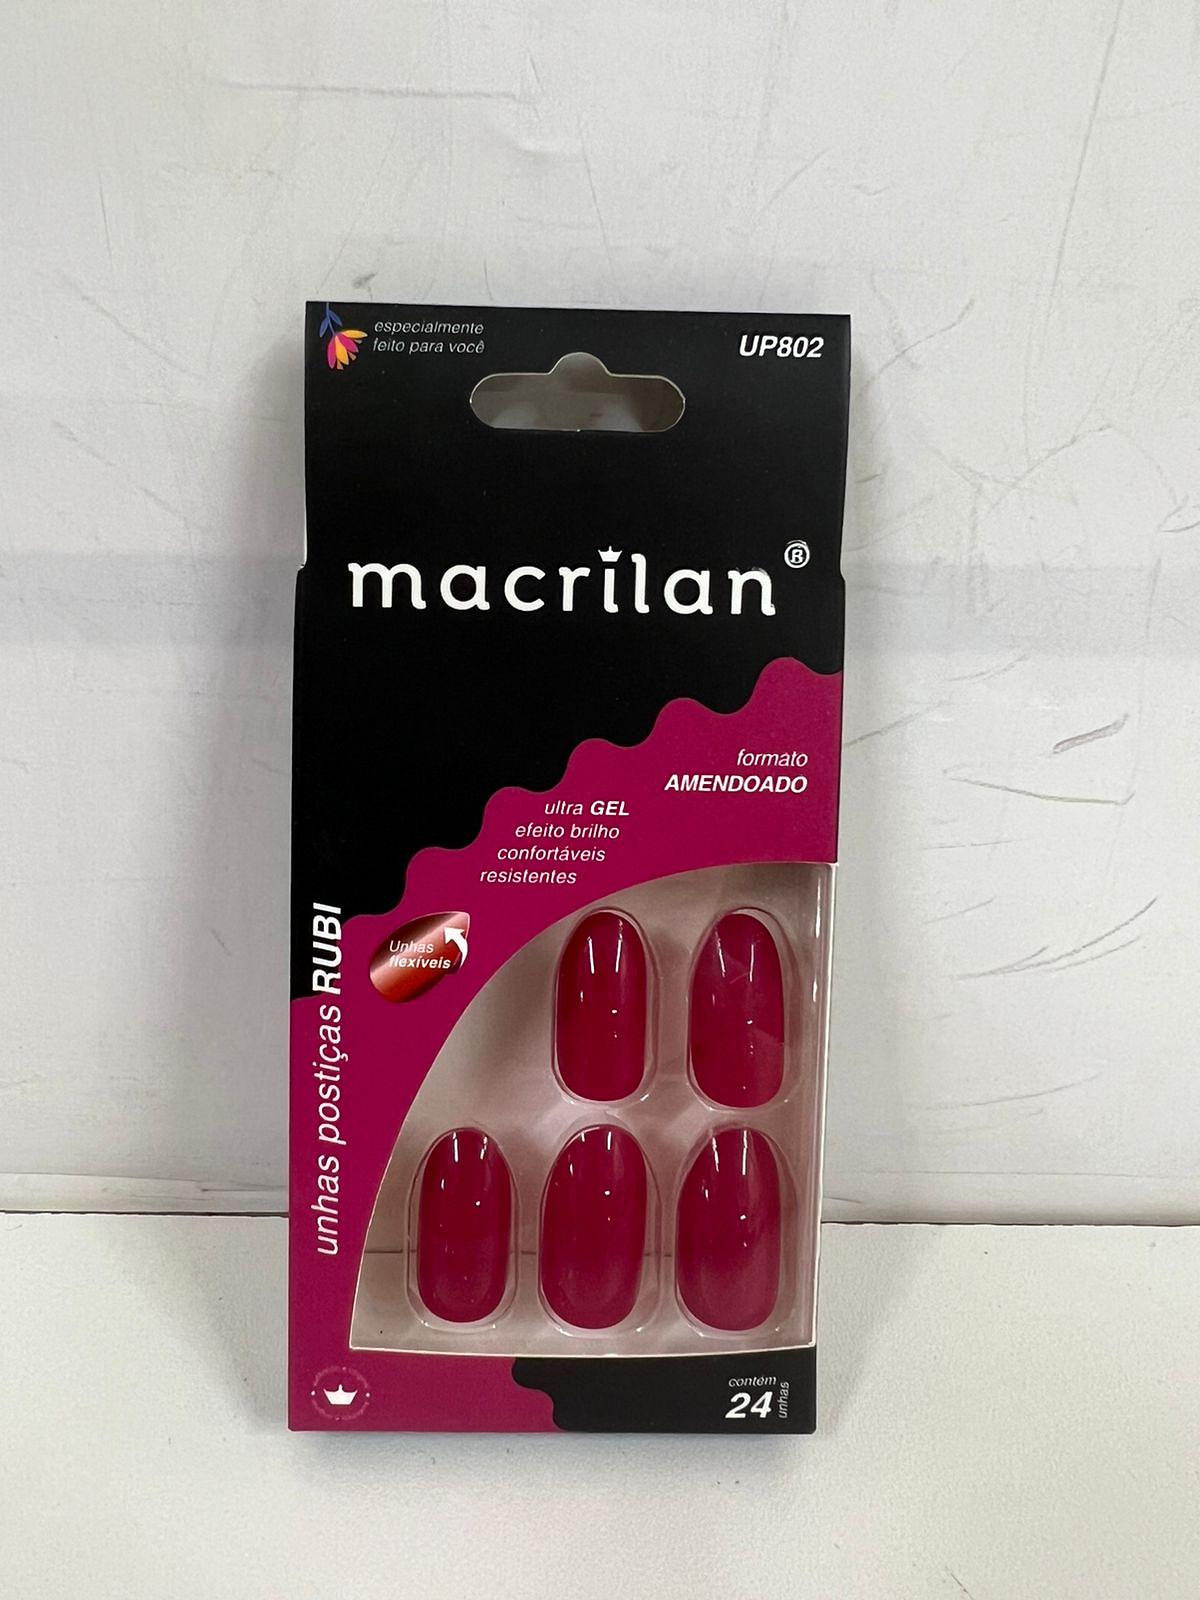 especialmente
feito para você
UP802
macrilan®
formato
AMENDOADO
ultra GEL
efeito brilho
confortáveis
resistentes
Unhas
flexíveis
unhas postiças RUBI
contém
24
unhas